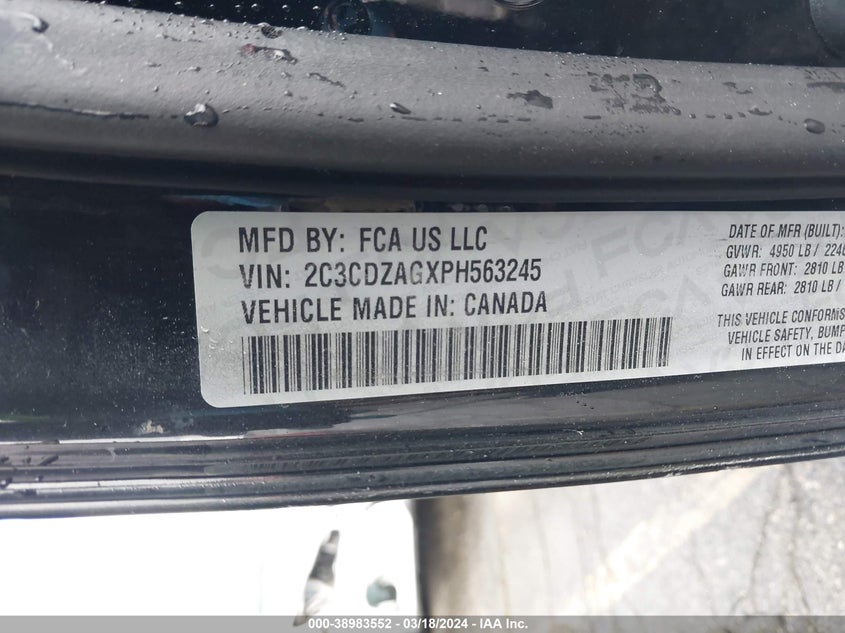 MFD BY: FCA US LLC
VIN: 2C3CDZAGXPH563245
VEHICLE MADE IN: CANADA
DATE OF MFR (BUILT):
GVWR: 4950 LB / 2246
GAWR FRONT: 2810 LB
GAWR REAR: 2810 LB /
THIS VEHICLE CONFORMS
VEHICLE SAFETY, BUMP
IN EFFECT ON THE DA
000-38983552 - 03/18/2024 - IAA Inc.